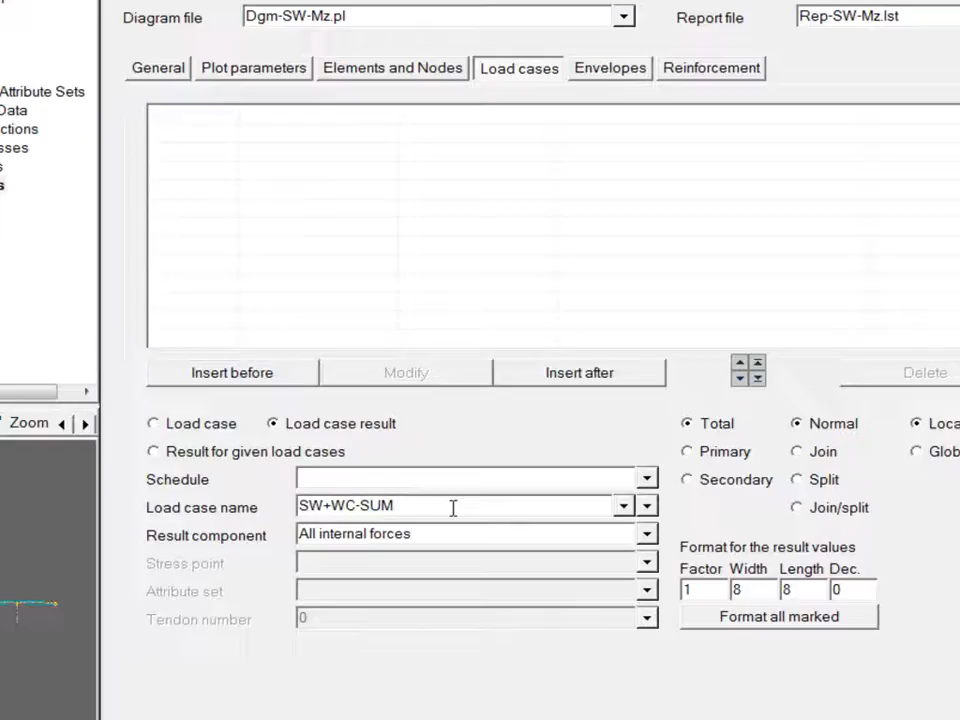 Diagram file Dgm-SW-Mz.pl Report file Rep-SW-Mz.lst
General Plot parameters Elements and Nodes Load cases Envelopes Reinforcement
Attribute Sets
Data
ctions
sses
s
s
Insert before Modify Insert after Delete
Zoom
Load case Load case result Total Normal Loca
Result for given load cases Primary Join Glob
Schedule Secondary Split
Load case name SW+WC-SUM Join/split
Result component All internal forces
Format for the result values
Stress point Factor Width Length Dec.
Attribute set 1 8 8 0
Tendon number 0 Format all marked